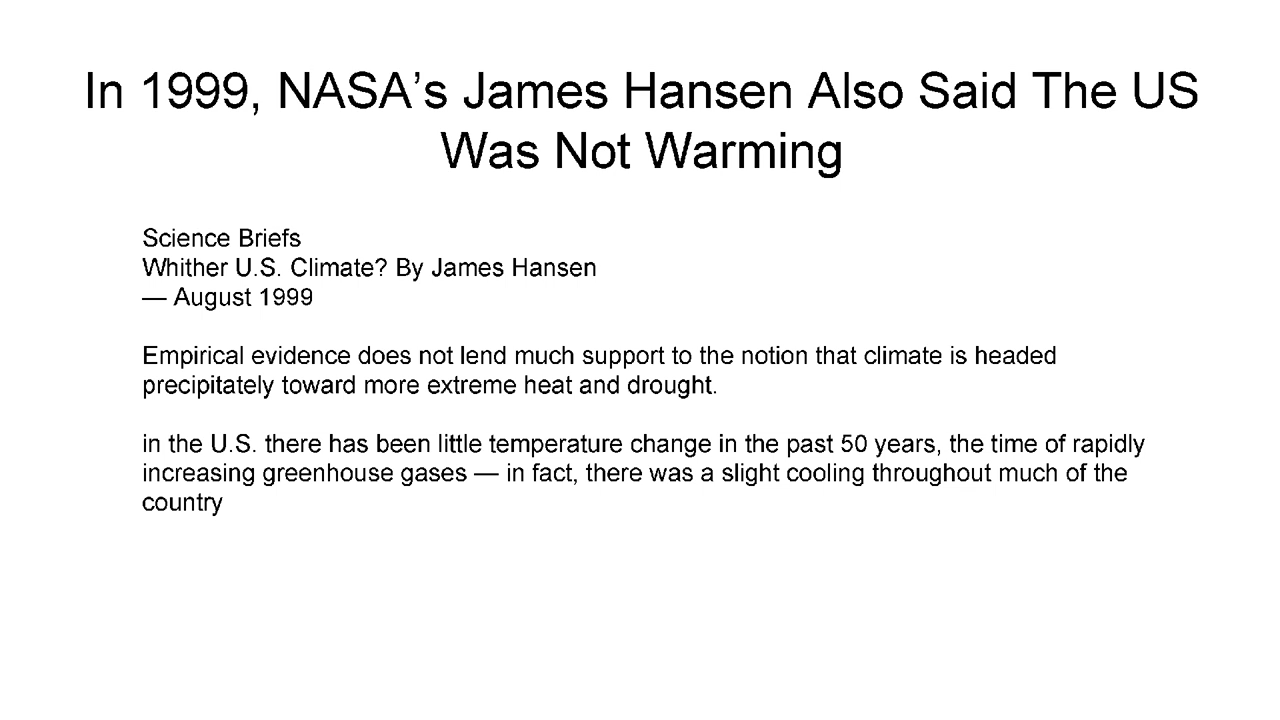 In 1999, NASA’s James Hansen Also Said The US
Was Not Warming
Science Briefs
Whither U.S. Climate? By James Hansen
— August 1999
Empirical evidence does not lend much support to the notion that climate is headed
precipitately toward more extreme heat and drought.
in the U.S. there has been little temperature change in the past 50 years, the time of rapidly
increasing greenhouse gases — in fact, there was a slight cooling throughout much of the
country